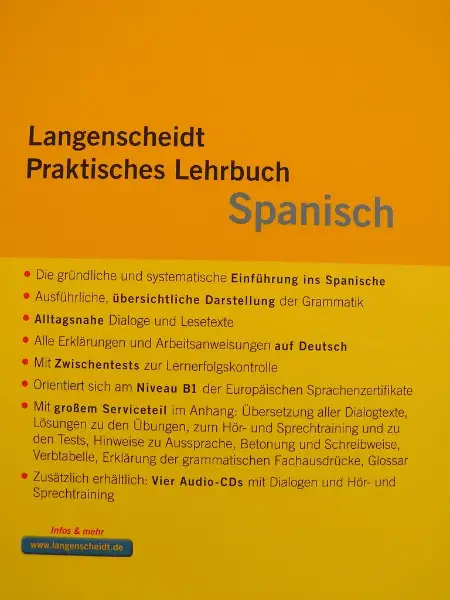 Langenscheidt
Praktisches Lehrbuch
Spanisch
• Die gründliche und systematische Einführung ins Spanische
• Ausführliche, übersichtliche Darstellung der Grammatik
• Alltagsnahe Dialoge und Lesetexte
• Alle Erklärungen und Arbeitsanweisungen auf Deutsch
• Mit Zwischentests zur Lernerfolgskontrolle
• Orientiert sich am Niveau B1 der Europäischen Sprachenzertifikate
• Mit großem Serviceteil im Anhang: Übersetzung aller Dialogtexte,
Lösungen zu den Übungen, zum Hör- und Sprechtraining und zu
den Tests, Hinweise zu Aussprache, Betonung und Schreibweise,
Verbtabelle, Erklärung der grammatischen Fachausdrücke, Glossar
• Zusätzlich erhältlich: Vier Audio-CDs mit Dialogen und Hör- und
Sprechtraining
Infos & mehr
www.langenscheidt.de